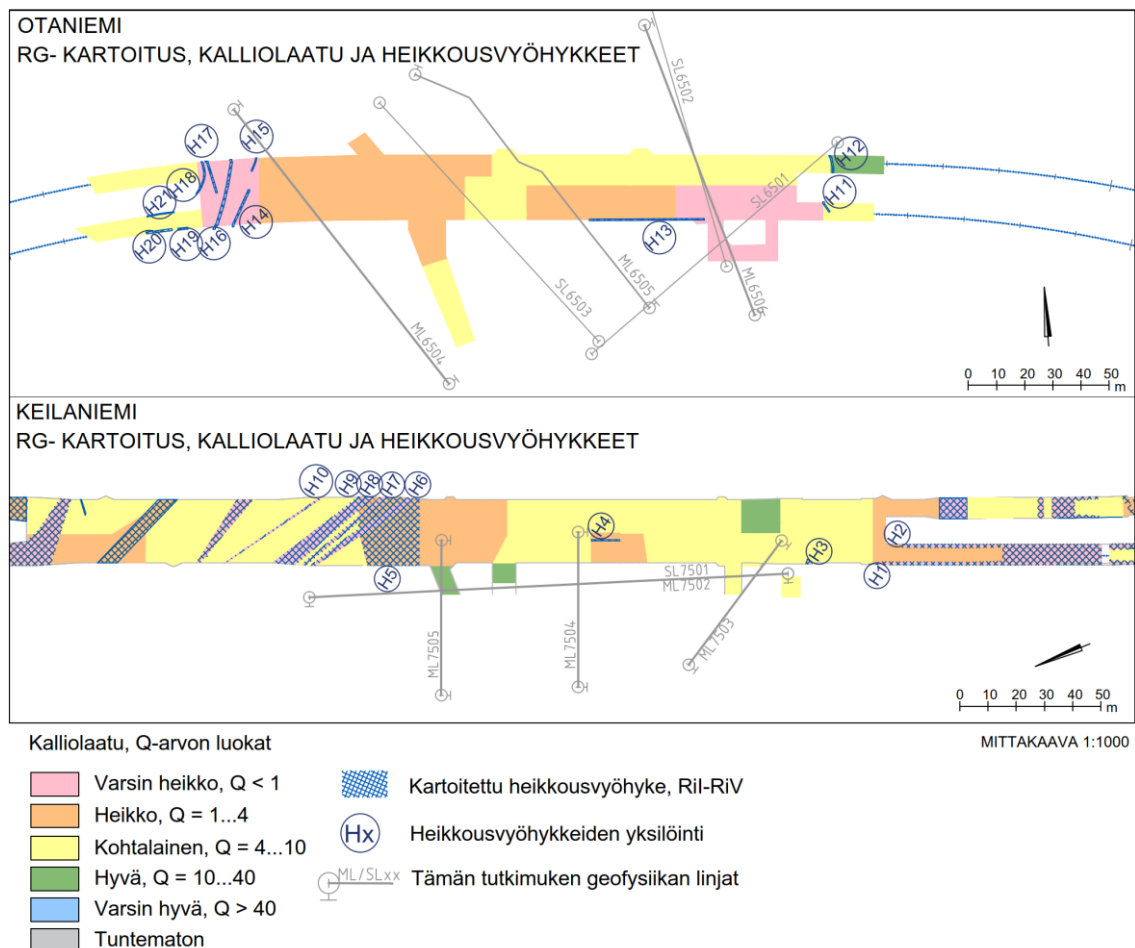 OTANIEMI
RG- KARTOITUS, KALLIOLAATU JA HEIKKOUSVYÖHYKKEET
SL6502
H17
H15
H12
H18
SL6501
H21
H11
H14
H20
H19
H16
H13
ML6505
SL6503
ML6506
ML6504
0 10 20 30 40 50
m
KEILANIEMI
RG- KARTOITUS, KALLIOLAATU JA HEIKKOUSVYÖHYKKEET
H10
H9
H8
H7
H6
H4
H2
H3
H5
SL7501
ML7502
H1
ML7505
ML7504
ML7503
0 10 20 30 40 50
m
Kalliolaatu, Q-arvon luokat
MITTAKAAVA 1:1000
Varsin heikko, Q < 1
Heikko, Q = 1...4
Kohtalainen, Q = 4...10
Hyvä, Q = 10...40
Varsin hyvä, Q > 40
Tuntematon
Kartoitettu heikkousvyöhyke, RiI-RiV
Hx
Heikkousvyöhykkeiden yksilöinti
ML/SLxx
Tämän tutkimuken geofysiikan linjat